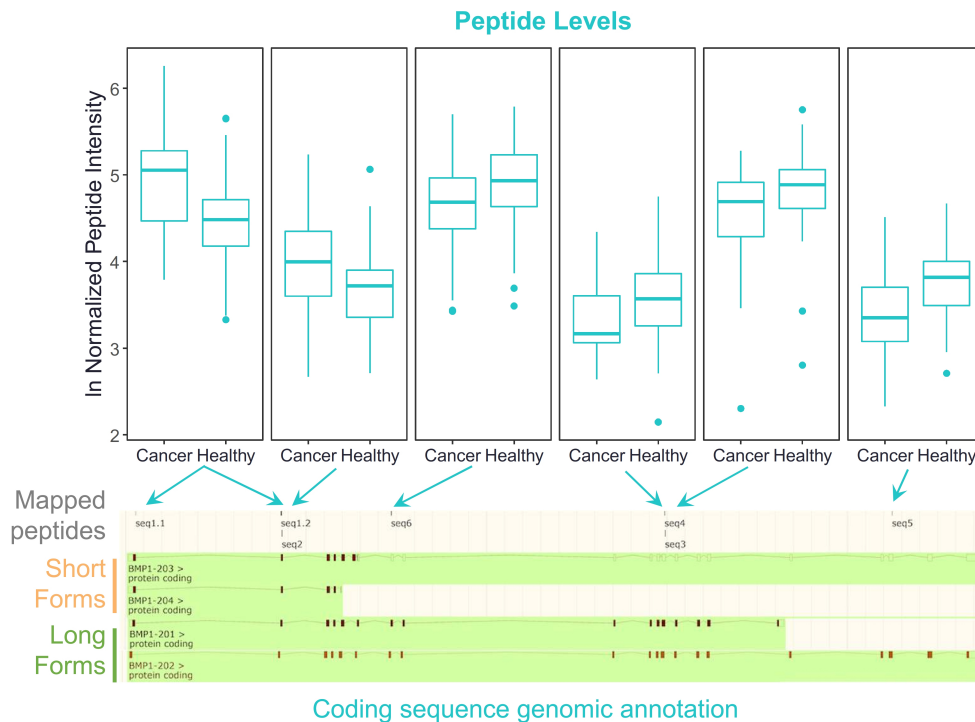 Peptide Levels
ln Normalized Peptide Intensity
6
5
4
3
2
Cancer Healthy
Cancer Healthy
Cancer Healthy
Cancer Healthy
Cancer Healthy
Cancer Healthy
Mapped
peptides
seq1.1
seq1.2
seq6
seq4
seq5
seq2
seq3
Short
Forms
BMP1-203 >
protein coding
BMP1-204 >
protein coding
Long
Forms
BMP1-201 >
protein coding
BMP1-202 >
protein coding
Coding sequence genomic annotation